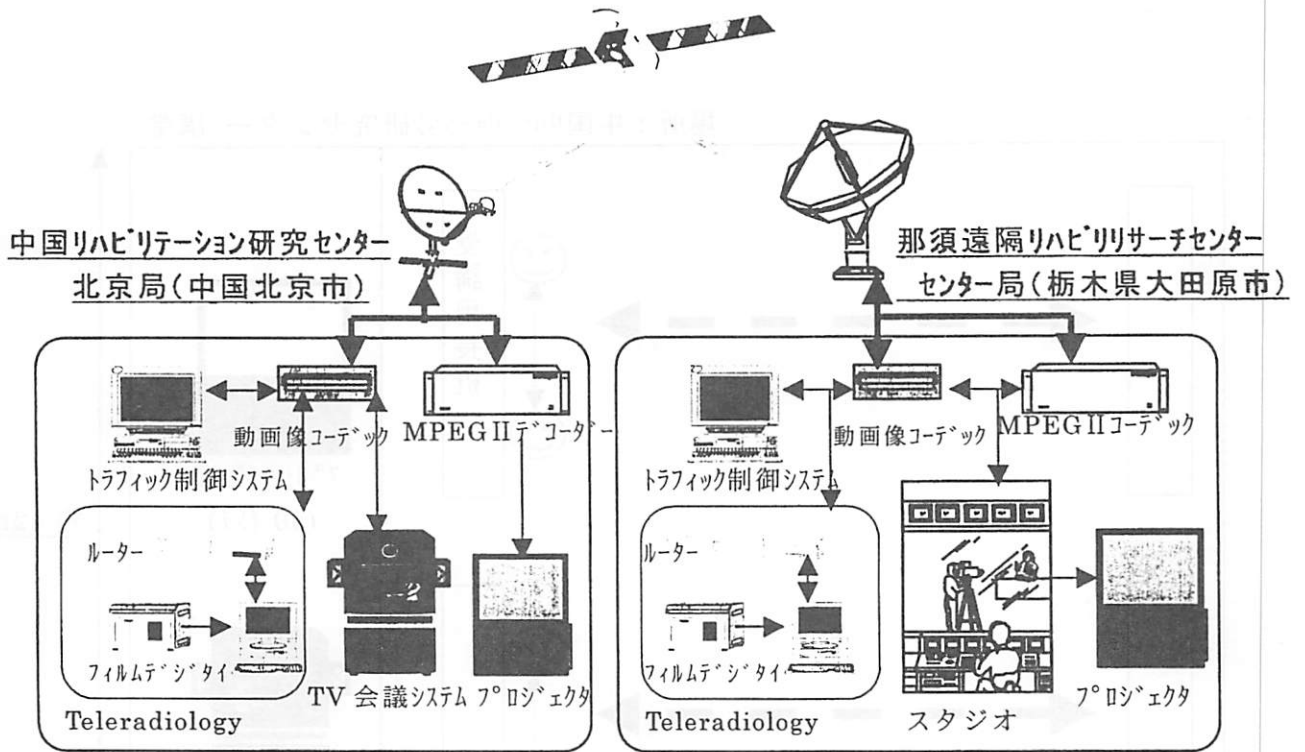 中国リハビリテーション研究センター
北京局(中国北京市)
那須遠隔リハビリリサーチセンター
センター局(栃木県大田原市)
動画像コーデック
MPEGⅡデコーダー
トラフィック制御システム
ルーター
フィルムデジタイ
TV会議システム
プロジェクタ
Teleradiology
動画像コーデック
MPEGⅡコーデック
トラフィック制御システム
ルーター
フィルムデジタイ
スタジオ
プロジェクタ
Teleradiology